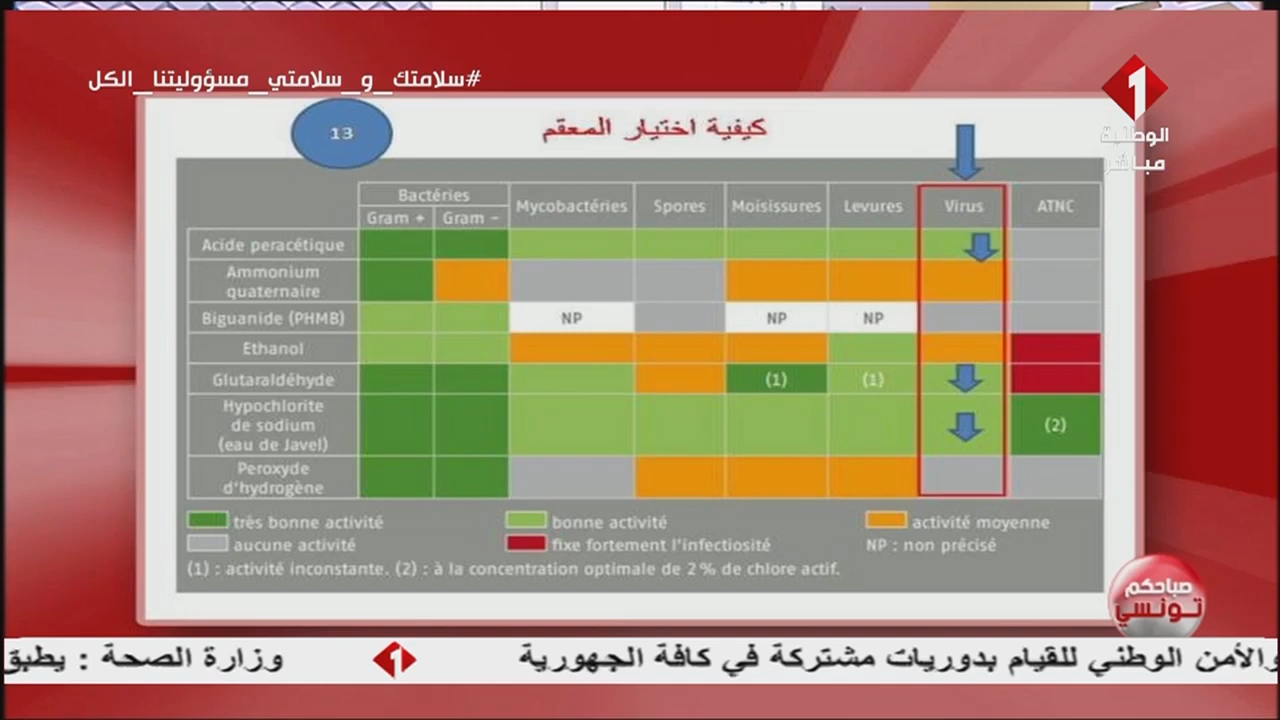 #سلامتك_و_سلامتي_مسؤوليتنا_الكل
1
الوطنية
مباشر
13
كيفية اختيار المعقم
Bactéries
Gram + Gram − Mycobactéries Spores Moisissures Levures Virus ATNC
Acide peracétique
Ammonium
quaternaire
Biguanide (PHMB) NP NP NP
Ethanol
Glutaraldéhyde (1) (1)
Hypochlorite
de sodium
(eau de Javel) (2)
Peroxyde
d'hydrogène
très bonne activité bonne activité activité moyenne
aucune activité fixe fortement l'infectiosité NP : non précisé
(1) : activité inconstante. (2) : à la concentration optimale de 2 % de chlore actif.
صباحكم
تونسي
والأمن الوطني للقيام بدوريات مشتركة في كافة الجهورية 1 وزارة الصحة : يطبق